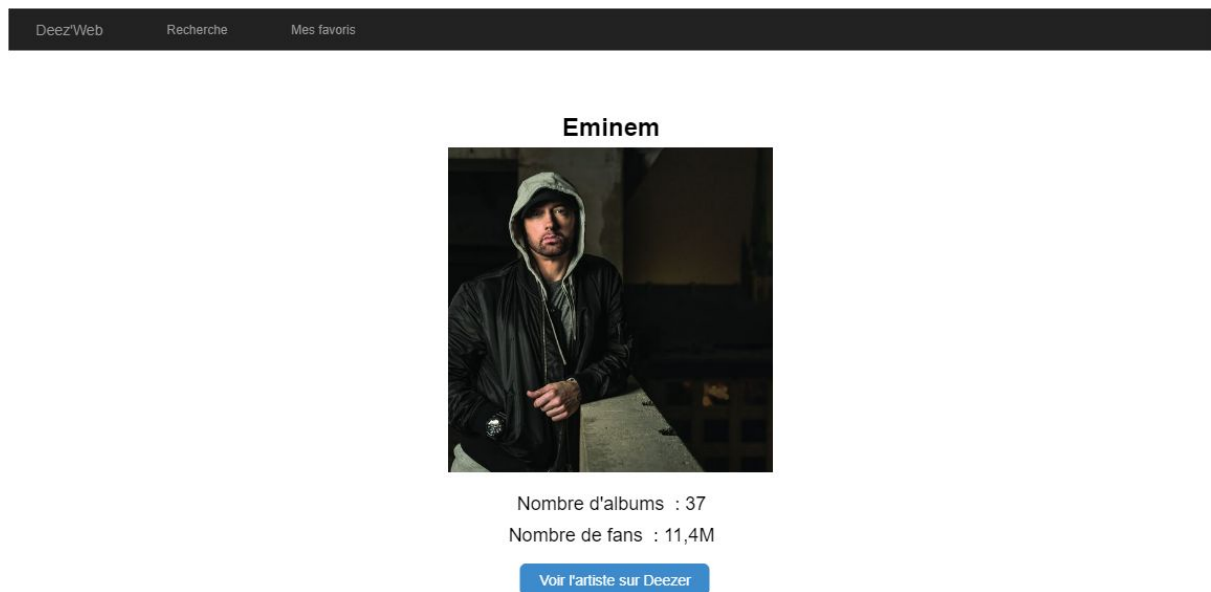 Deez'Web Recherche Mes favoris
Eminem
Nombre d'albums : 37
Nombre de fans : 11,4M
Voir l'artiste sur Deezer